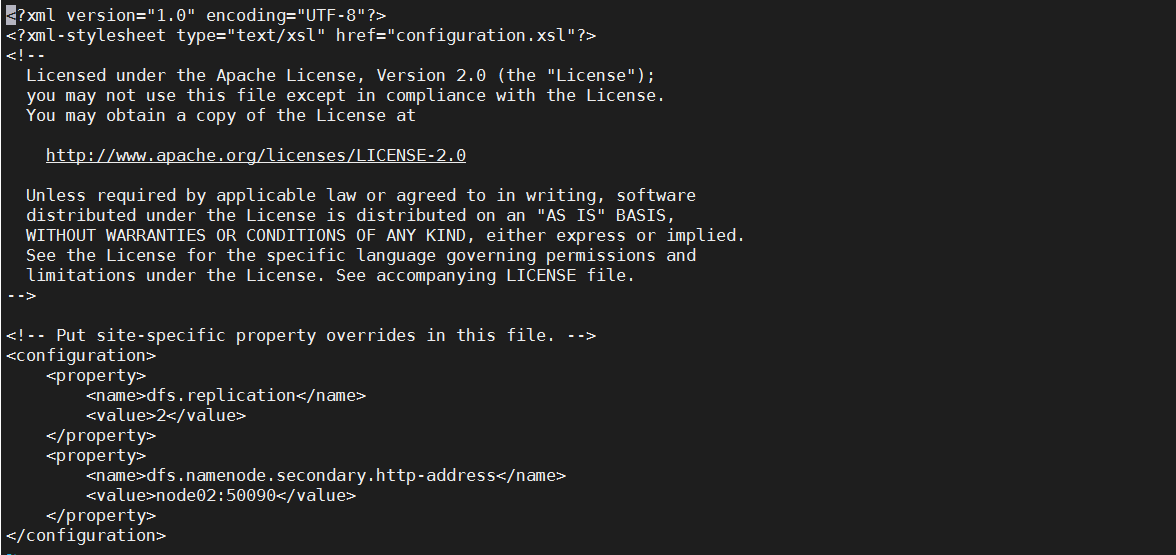 <?xml version="1.0" encoding="UTF-8"?>
<?xml-stylesheet type="text/xsl" href="configuration.xsl"?>
<!--
  Licensed under the Apache License, Version 2.0 (the "License");
  you may not use this file except in compliance with the License.
  You may obtain a copy of the License at

    http://www.apache.org/licenses/LICENSE-2.0

  Unless required by applicable law or agreed to in writing, software
  distributed under the License is distributed on an "AS IS" BASIS,
  WITHOUT WARRANTIES OR CONDITIONS OF ANY KIND, either express or implied.
  See the License for the specific language governing permissions and
  limitations under the License. See accompanying LICENSE file.
-->

<!-- Put site-specific property overrides in this file. -->
<configuration>
    <property>
        <name>dfs.replication</name>
        <value>2</value>
    </property>
    <property>
        <name>dfs.namenode.secondary.http-address</name>
        <value>node02:50090</value>
    </property>
</configuration>